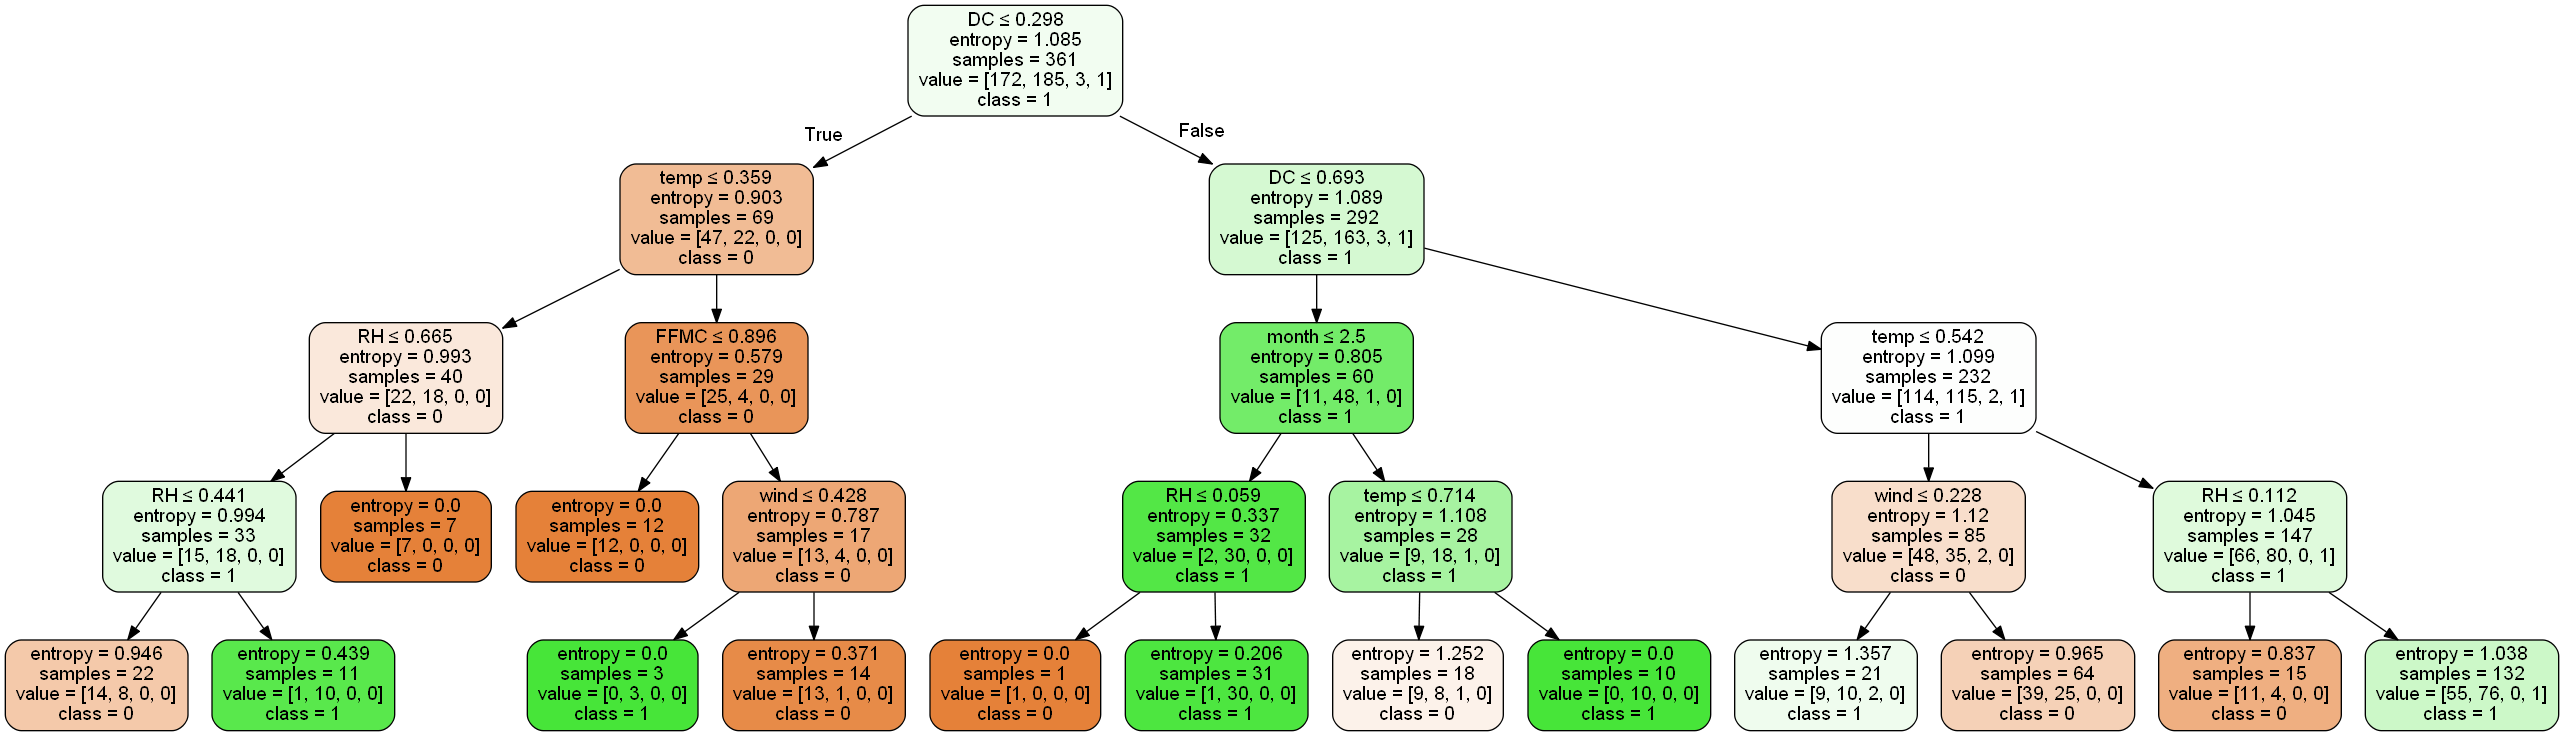 DC ≤ 0.298
entropy = 1.085
samples = 361
value = [172, 185, 3, 1]
class = 1
True
False
temp ≤ 0.359
entropy = 0.903
samples = 69
value = [47, 22, 0, 0]
class = 0
DC ≤ 0.693
entropy = 1.089
samples = 292
value = [125, 163, 3, 1]
class = 1
RH ≤ 0.665
entropy = 0.993
samples = 40
value = [22, 18, 0, 0]
class = 0
FFMC ≤ 0.896
entropy = 0.579
samples = 29
value = [25, 4, 0, 0]
class = 0
month ≤ 2.5
entropy = 0.805
samples = 60
value = [11, 48, 1, 0]
class = 1
temp ≤ 0.542
entropy = 1.099
samples = 232
value = [114, 115, 2, 1]
class = 1
RH ≤ 0.441
entropy = 0.994
samples = 33
value = [15, 18, 0, 0]
class = 1
entropy = 0.0
samples = 7
value = [7, 0, 0, 0]
class = 0
entropy = 0.0
samples = 12
value = [12, 0, 0, 0]
class = 0
wind ≤ 0.428
entropy = 0.787
samples = 17
value = [13, 4, 0, 0]
class = 0
RH ≤ 0.059
entropy = 0.337
samples = 32
value = [2, 30, 0, 0]
class = 1
temp ≤ 0.714
entropy = 1.108
samples = 28
value = [9, 18, 1, 0]
class = 1
wind ≤ 0.228
entropy = 1.12
samples = 85
value = [48, 35, 2, 0]
class = 0
RH ≤ 0.112
entropy = 1.045
samples = 147
value = [66, 80, 0, 1]
class = 1
entropy = 0.946
samples = 22
value = [14, 8, 0, 0]
class = 0
entropy = 0.439
samples = 11
value = [1, 10, 0, 0]
class = 1
entropy = 0.0
samples = 3
value = [0, 3, 0, 0]
class = 1
entropy = 0.371
samples = 14
value = [13, 1, 0, 0]
class = 0
entropy = 0.0
samples = 1
value = [1, 0, 0, 0]
class = 0
entropy = 0.206
samples = 31
value = [1, 30, 0, 0]
class = 1
entropy = 1.252
samples = 18
value = [9, 8, 1, 0]
class = 0
entropy = 0.0
samples = 10
value = [0, 10, 0, 0]
class = 1
entropy = 1.357
samples = 21
value = [9, 10, 2, 0]
class = 1
entropy = 0.965
samples = 64
value = [39, 25, 0, 0]
class = 0
entropy = 0.837
samples = 15
value = [11, 4, 0, 0]
class = 0
entropy = 1.038
samples = 132
value = [55, 76, 0, 1]
class = 1